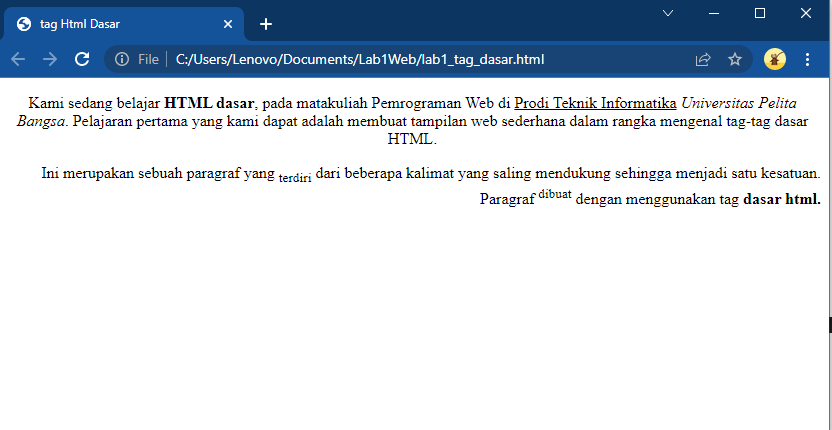 tag Html Dasar
File | C:/Users/Lenovo/Documents/Lab1Web/lab1_tag_dasar.html
Kami sedang belajar HTML dasar, pada matakuliah Pemrograman Web di Prodi Teknik Informatika Universitas Pelita
Bangsa. Pelajaran pertama yang kami dapat adalah membuat tampilan web sederhana dalam rangka mengenal tag-tag dasar
HTML.
Ini merupakan sebuah paragraf yang terdiri dari beberapa kalimat yang saling mendukung sehingga menjadi satu kesatuan.
Paragraf dibuat dengan menggunakan tag dasar html.